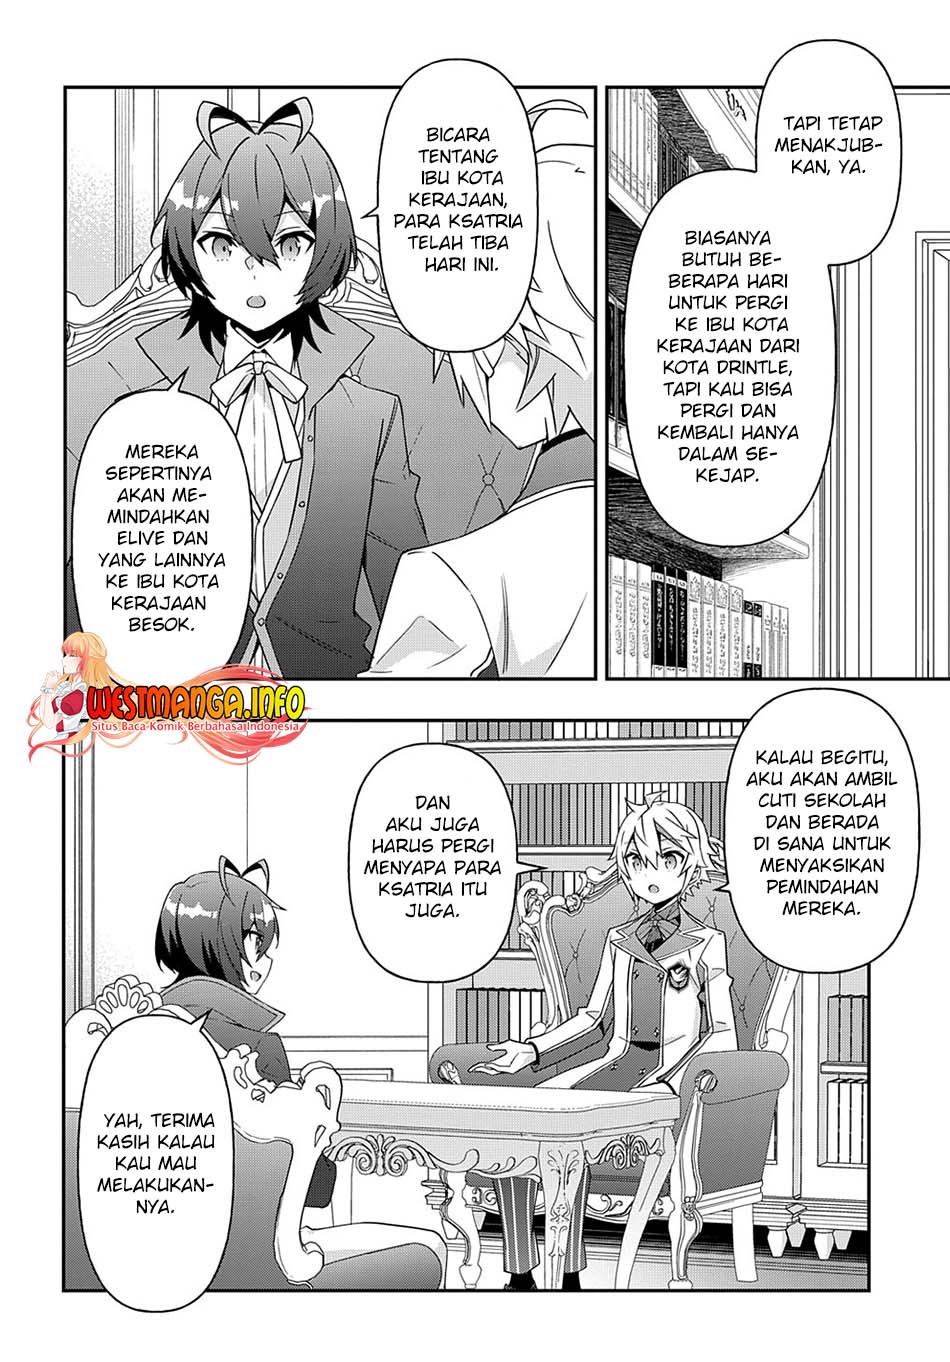 TAPI TETAP
MENAKJUB-
KAN, YA.
BIASANYA
BUTUH BE-
BERAPA HARI
UNTUK PERGI
KE IBU KOTA
KERAJAAN DARI
KOTA DRINTLE,
TAPI KAU BISA
PERGI DAN
KEMBALI HANYA
DALAM SE-
KEJAP.
BICARA
TENTANG
IBU KOTA
KERAJAAN,
PARA KSATRIA
TELAH TIBA
HARI INI.
MEREKA
SEPERTINYA
AKAN ME-
MINDAHKAN
ELIVE DAN
YANG LAINNYA
KE IBU KOTA
KERAJAAN
BESOK.
WESTMANGA.INFO
Situs Baca Komik Berbahasa Indonesia
KALAU BEGITU,
AKU AKAN AMBIL
CUTI SEKOLAH
DAN BERADA
DI SANA UNTUK
MENYAKSIKAN
PEMINDAHAN
MEREKA.
DAN
AKU JUGA
HARUS PERGI
MENYAPA PARA
KSATRIA ITU
JUGA.
YAH, TERIMA
KASIH KALAU
KAU MAU
MELAKUKAN-
NYA.